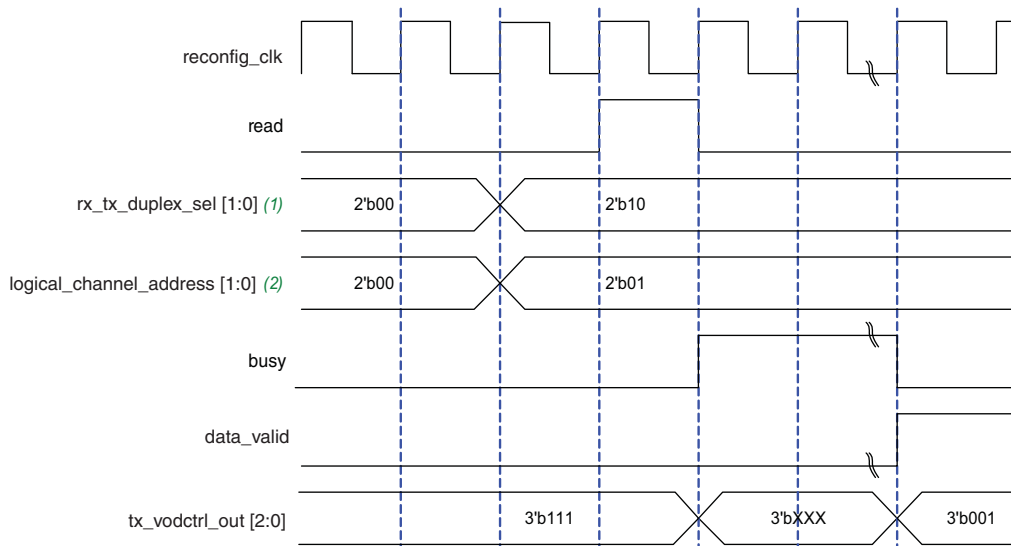 reconfig_clk
read
rx_tx_duplex_sel [1:0] (1) 2'b00 2'b10
logical_channel_address [1:0] (2) 2'b00 2'b01
busy
data_valid
tx_vodctrl_out [2:0] 3'b111 3'bXXX 3'b001